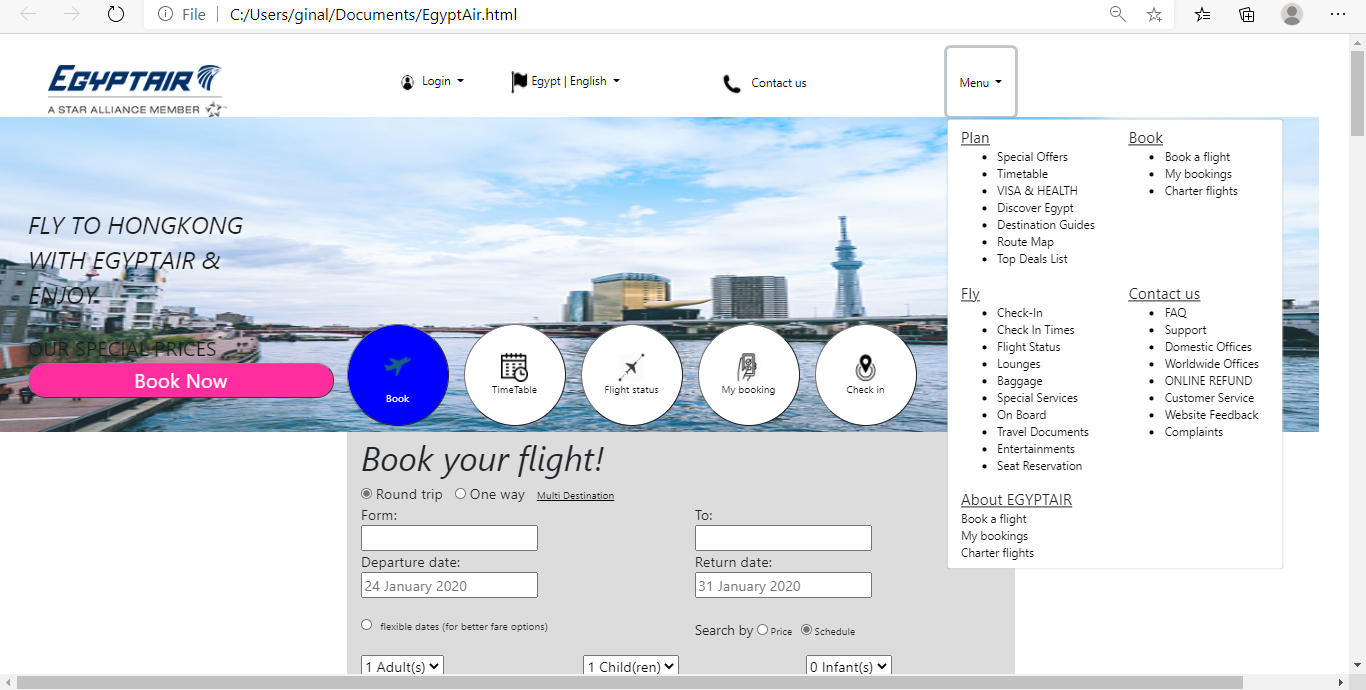 File
C:/Users/ginal/Documents/EgyptAir.html
EGYPTAIR
A STAR ALLIANCE MEMBER
Login
Egypt | English
Contact us
Menu
Plan
Special Offers
Timetable
VISA & HEALTH
Discover Egypt
Destination Guides
Route Map
Top Deals List
Book
Book a flight
My bookings
Charter flights
Fly
Check-In
Check In Times
Flight Status
Lounges
Baggage
Special Services
On Board
Travel Documents
Entertainments
Seat Reservation
Contact us
FAQ
Support
Domestic Offices
Worldwide Offices
ONLINE REFUND
Customer Service
Website Feedback
Complaints
About EGYPTAIR
Book a flight
My bookings
Charter flights
FLY TO HONGKONG
WITH EGYPTAIR &
ENJOY
OUR SPECIAL PRICES
Book Now
Book
TimeTable
Flight status
My booking
Check in
Book your flight!
Round trip One way Multi Destination
Form: To:
Departure date: Return date:
24 January 2020 31 January 2020
flexible dates (for better fare options)
Search by Price Schedule
1 Adult(s) 1 Child(ren) 0 Infant(s)